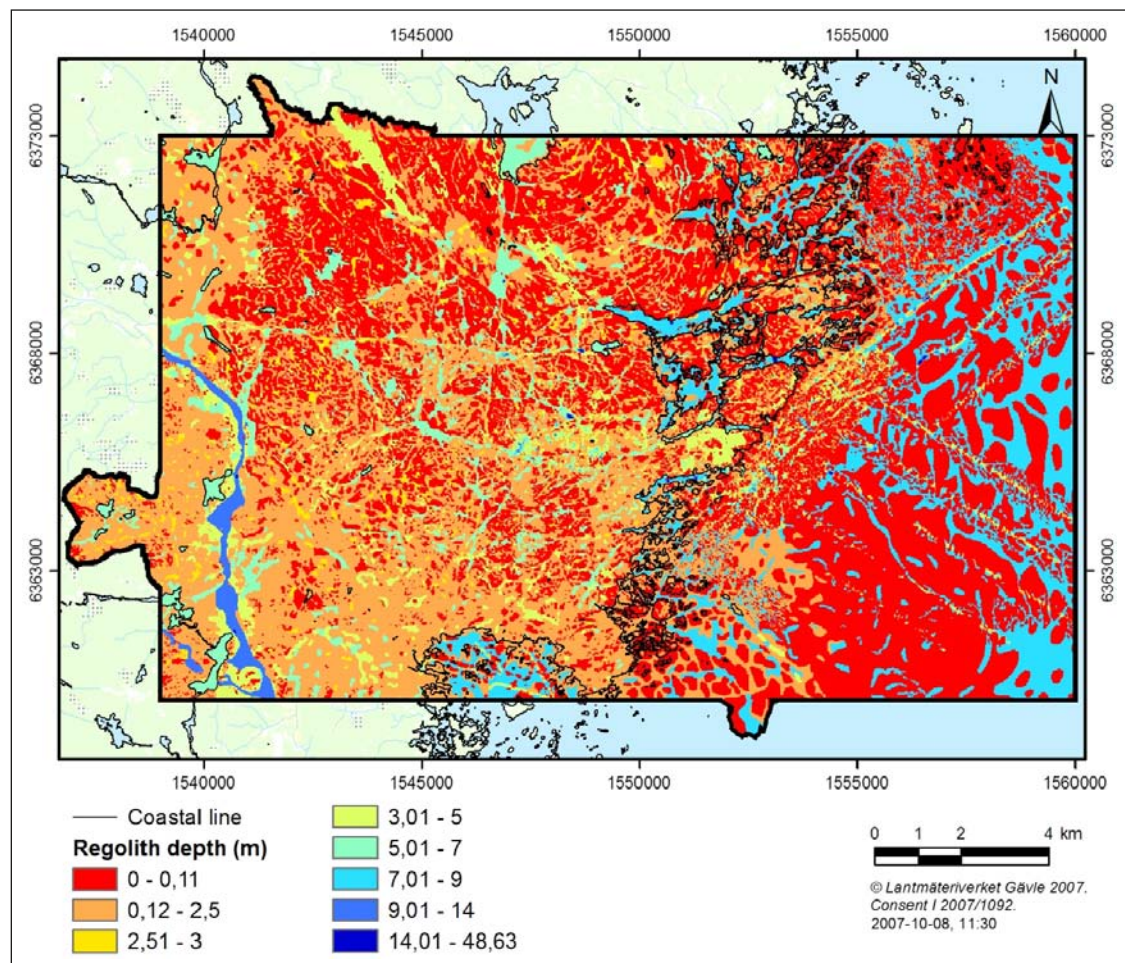 1540000 1545000 1550000 1555000 1560000
N
6373000 6373000
6368000 6368000
6363000 6363000
1540000 1545000 1550000 1555000 1560000
Coastal line
Regolith depth (m)
0 - 0,11
0,12 - 2,5
2,51 - 3
3,01 - 5
5,01 - 7
7,01 - 9
9,01 - 14
14,01 - 48,63
0 1 2 4 km
© Lantmäteriverket Gävle 2007.
Consent I 2007/1092.
2007-10-08, 11:30